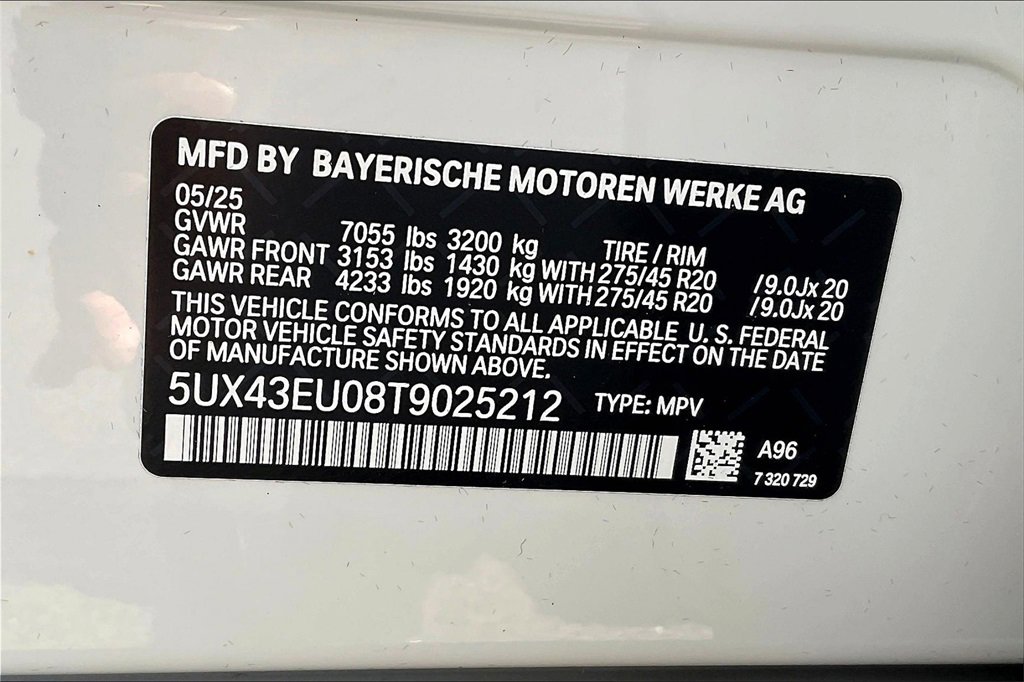 MFD BY BAYERISCHE MOTOREN WERKE AG
05/25
GVWR 7055 lbs 3200 kg TIRE / RIM
GAWR FRONT 3153 lbs 1430 kg WITH 275/45 R20 / 9.0Jx 20
GAWR REAR 4233 lbs 1920 kg WITH 275/45 R20 / 9.0Jx 20
THIS VEHICLE CONFORMS TO ALL APPLICABLE U. S. FEDERAL
MOTOR VEHICLE SAFETY STANDARDS IN EFFECT ON THE DATE
OF MANUFACTURE SHOWN ABOVE.
5UX43EU08T9025212 TYPE: MPV
A96
7 320 729